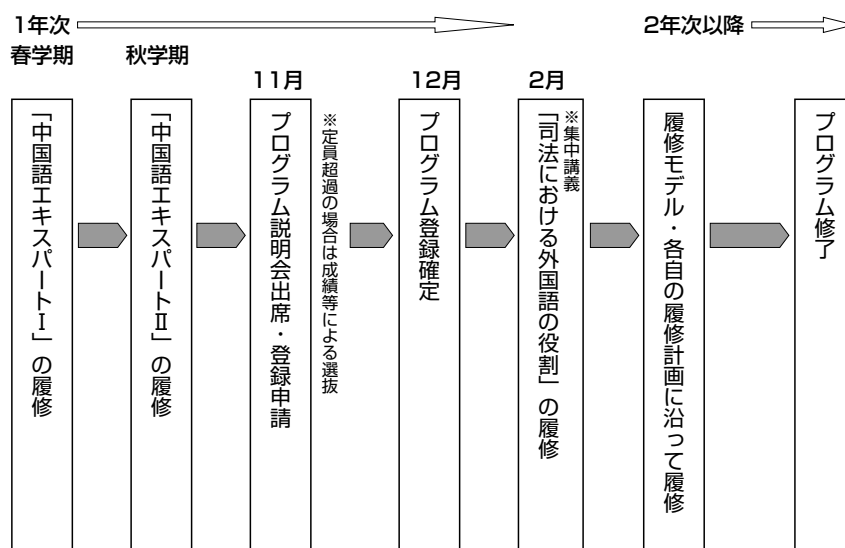 1年次
2年次以降
春学期
秋学期
11月
12月
2月
「中国語エキスパートⅠ」の履修
「中国語エキスパートⅡ」の履修
プログラム説明会出席・登録申請
※定員超過の場合は成績等による選抜
プログラム登録確定
※集中講義
「司法における外国語の役割」の履修
履修モデル・各自の履修計画に沿って履修
プログラム修了